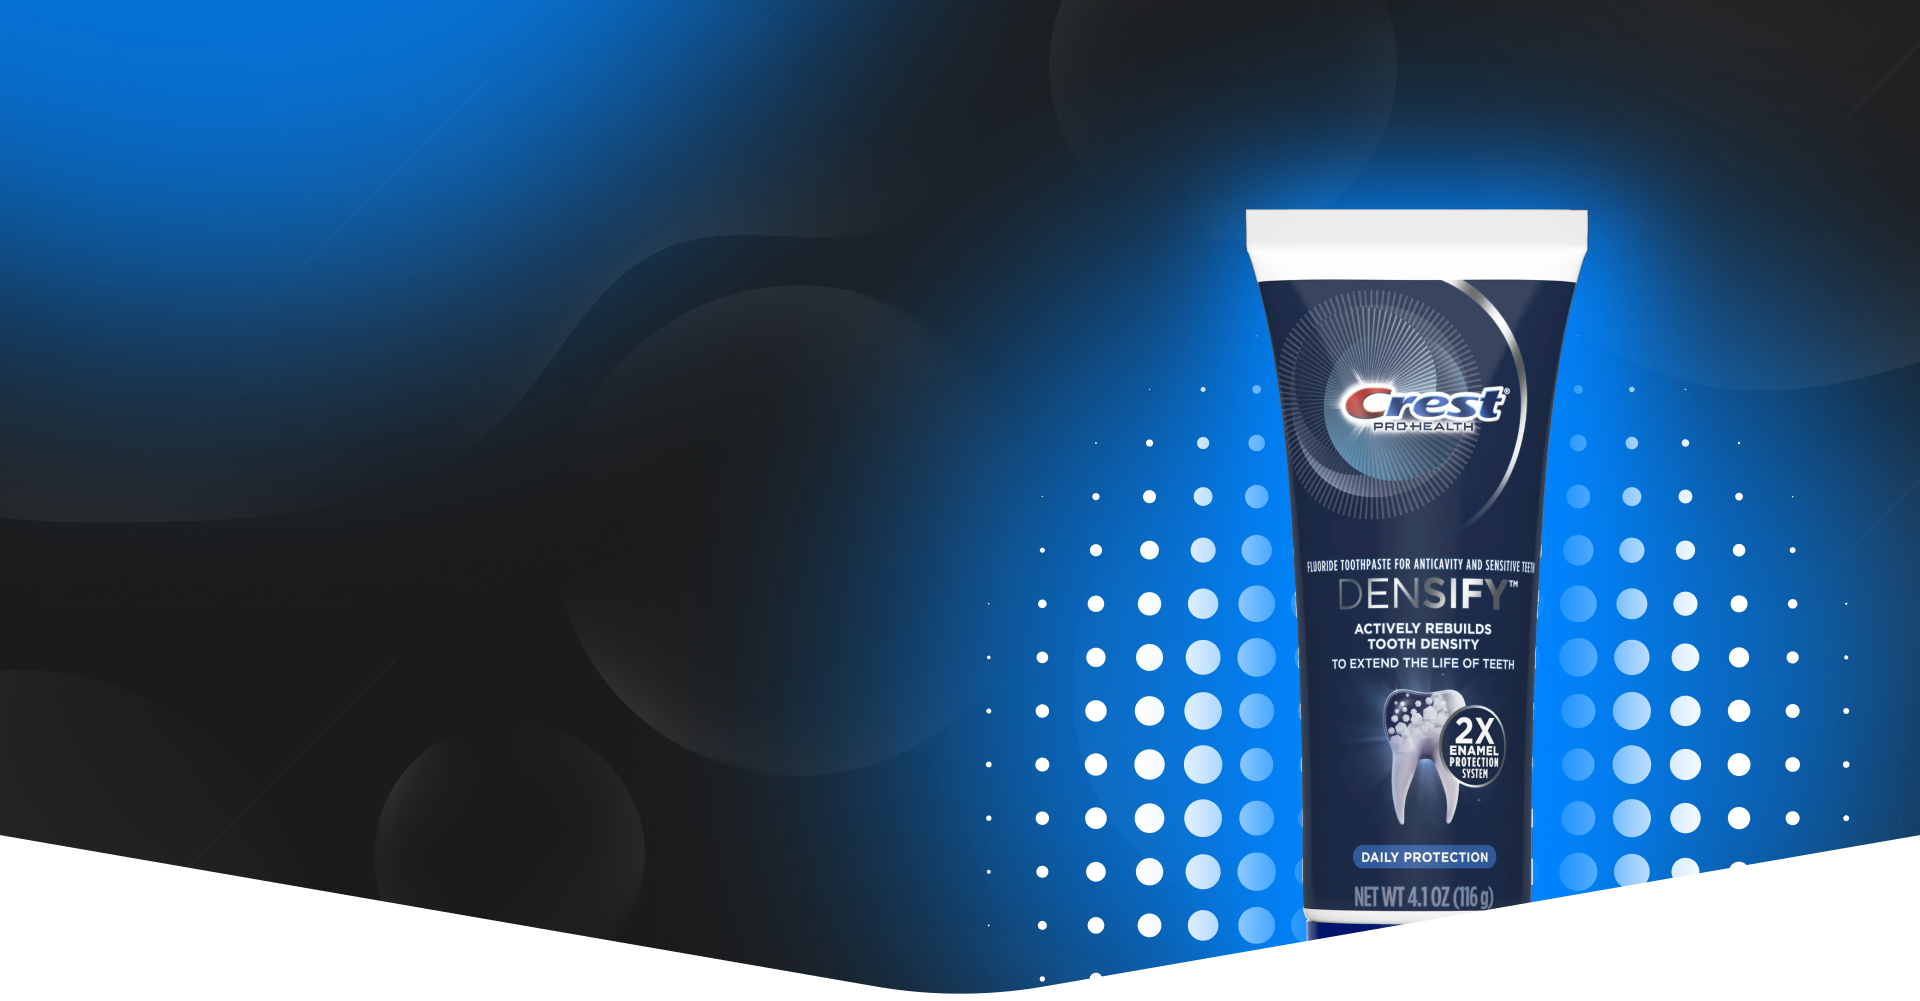 Crest®
PRO-HEALTH
FLUORIDE TOOTHPASTE FOR ANTICAVITY AND SENSITIVE TEETH
DENSIFY™
ACTIVELY REBUILDS
TOOTH DENSITY
TO EXTEND THE LIFE OF TEETH
2X
ENAMEL
PROTECTION
SYSTEM
DAILY PROTECTION
NET WT 4.1 OZ (116 g)